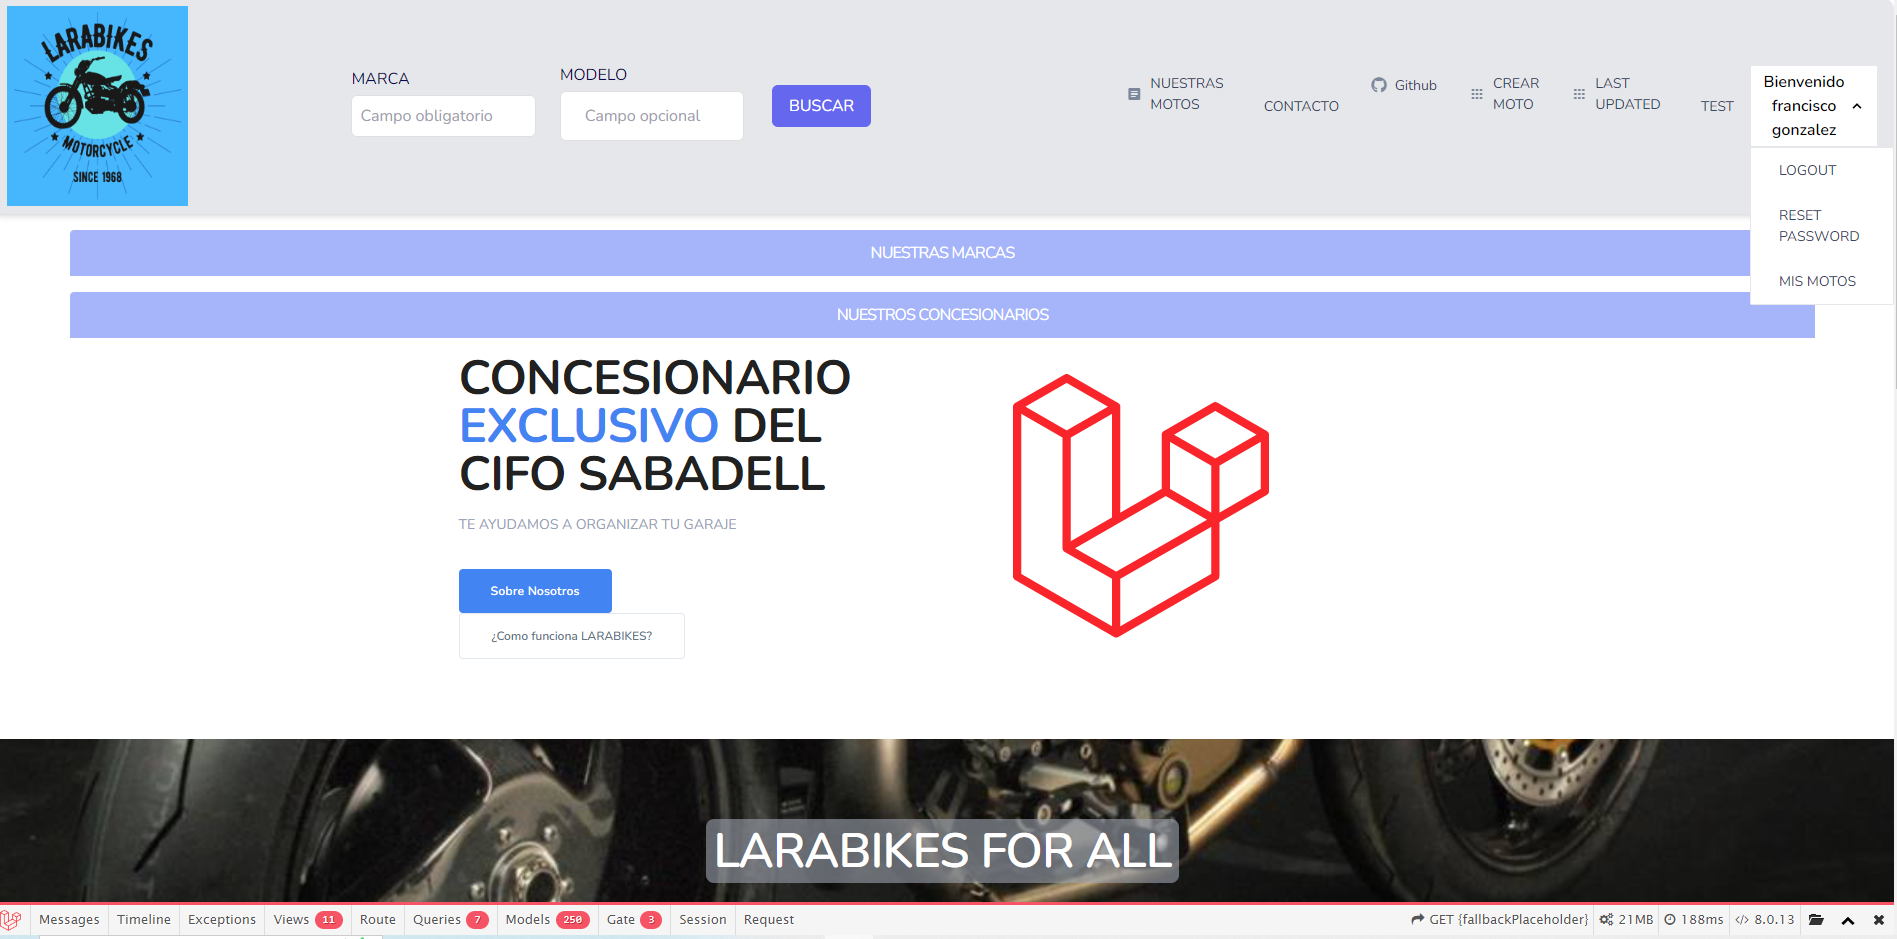 LARABIKES
MOTORCYCLE
SINCE 1968
MARCA
Campo obligatorio
MODELO
Campo opcional
BUSCAR
NUESTRAS
MOTOS
CONTACTO
Github
CREAR
MOTO
LAST
UPDATED
TEST
Bienvenido
francisco
gonzalez
LOGOUT
RESET
PASSWORD
MIS MOTOS
NUESTRAS MARCAS
NUESTROS CONCESIONARIOS
CONCESIONARIO
EXCLUSIVO DEL
CIFO SABADELL
TE AYUDAMOS A ORGANIZAR TU GARAJE
Sobre Nosotros
¿Como funciona LARABIKES?
LARABIKES FOR ALL
Messages Timeline Exceptions Views 11 Route Queries 7 Models 250 Gate 3 Session Request GET {fallbackPlaceholder} 21MB 188ms 8.0.13